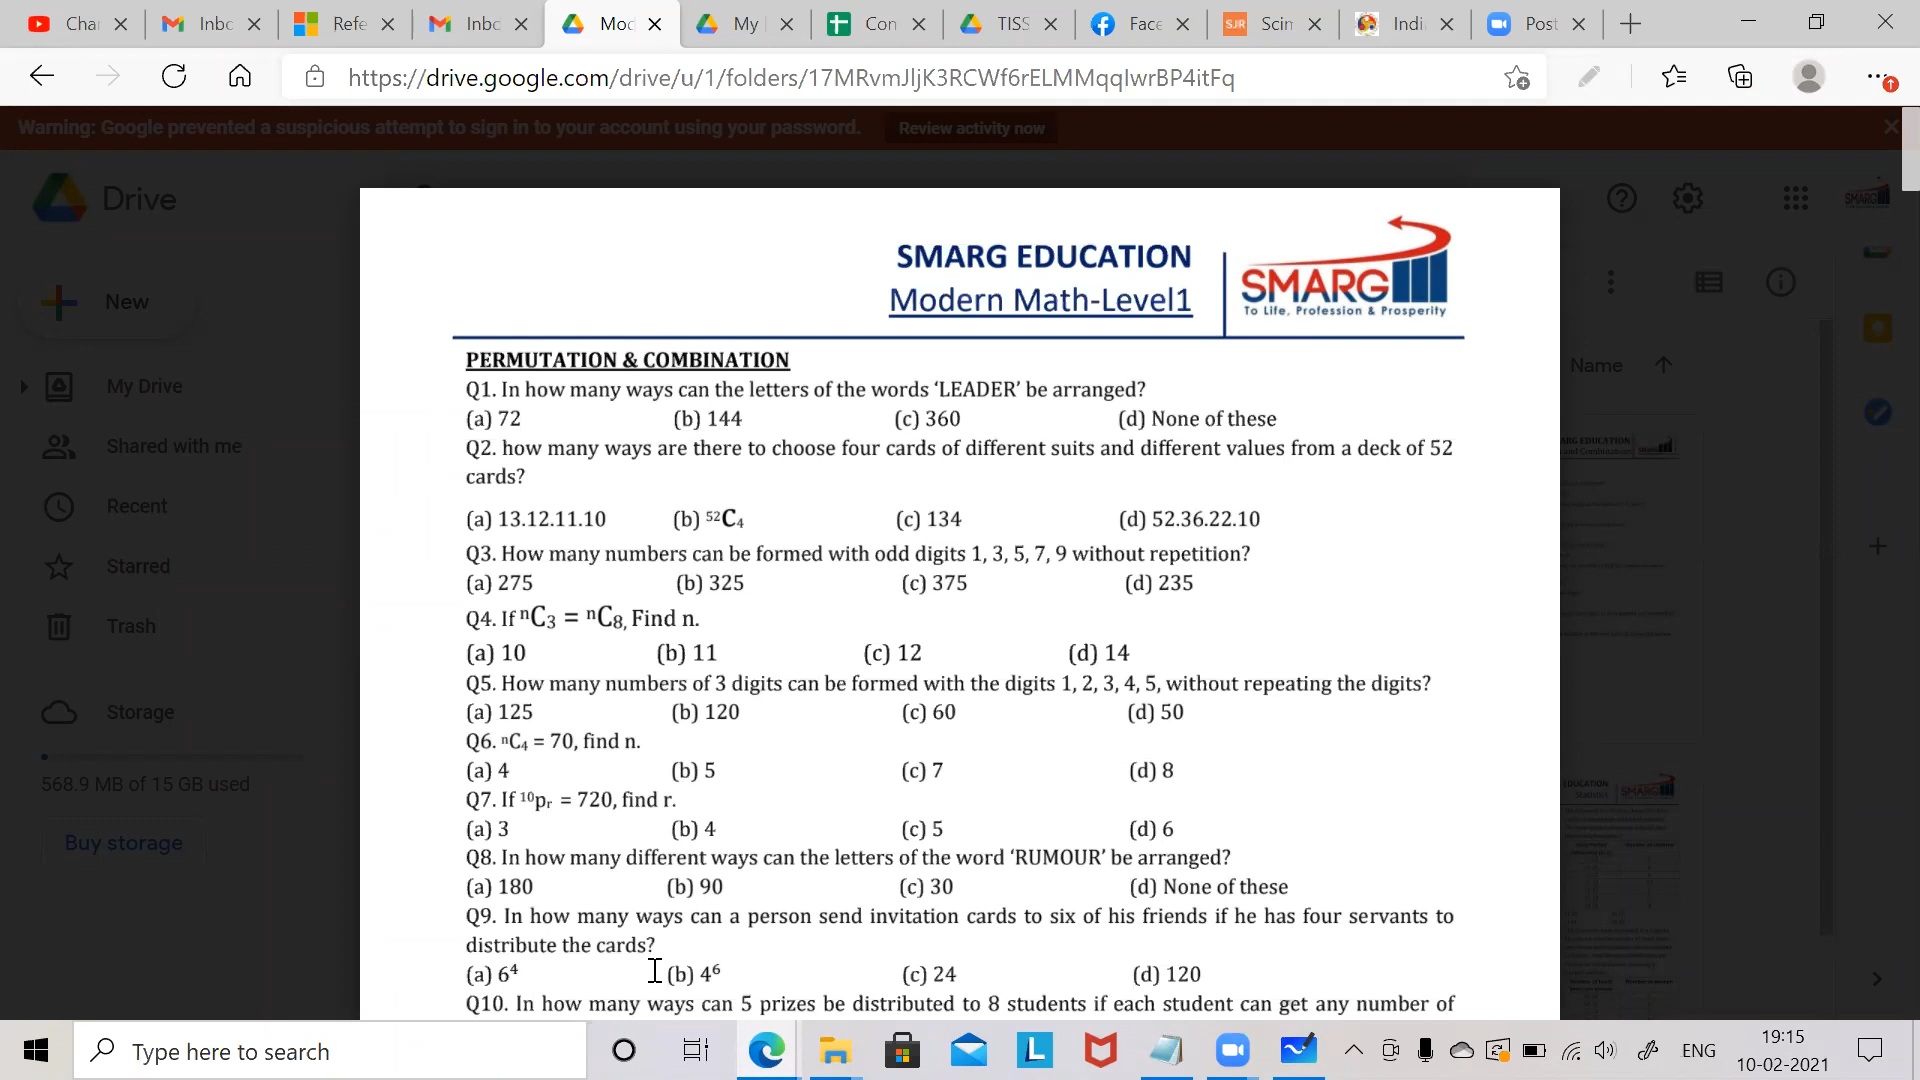 Char
Inbo
Refe
Inbo
Mod
My
Con
TISS
Face
SJR
Scim
Indi
Post
https://drive.google.com/drive/u/1/folders/17MRvmJljK3RCWf6rELMMqqIwrBP4itFq
Warning: Google prevented a suspicious attempt to sign in to your account using your password.
Review activity now
Drive
New
My Drive
Shared with me
Recent
Starred
Trash
Storage
568.9 MB of 15 GB used
Buy storage
Name
SMARG EDUCATION
Modern Math-Level1
SMARG
To Life, Profession & Prosperity
PERMUTATION & COMBINATION
Q1. In how many ways can the letters of the words ‘LEADER’ be arranged?
(a) 72 (b) 144 (c) 360 (d) None of these
Q2. how many ways are there to choose four cards of different suits and different values from a deck of 52
cards?
(a) 13.12.11.10 (b) ⁵²C₄ (c) 134 (d) 52.36.22.10
Q3. How many numbers can be formed with odd digits 1, 3, 5, 7, 9 without repetition?
(a) 275 (b) 325 (c) 375 (d) 235
Q4. If ⁿC₃ = ⁿC₈, Find n.
(a) 10 (b) 11 (c) 12 (d) 14
Q5. How many numbers of 3 digits can be formed with the digits 1, 2, 3, 4, 5, without repeating the digits?
(a) 125 (b) 120 (c) 60 (d) 50
Q6. ⁿC₄ = 70, find n.
(a) 4 (b) 5 (c) 7 (d) 8
Q7. If ¹⁰pᵣ = 720, find r.
(a) 3 (b) 4 (c) 5 (d) 6
Q8. In how many different ways can the letters of the word ‘RUMOUR’ be arranged?
(a) 180 (b) 90 (c) 30 (d) None of these
Q9. In how many ways can a person send invitation cards to six of his friends if he has four servants to
distribute the cards?
(a) 6⁴ (b) 4⁶ (c) 24 (d) 120
Q10. In how many ways can 5 prizes be distributed to 8 students if each student can get any number of
Type here to search
ENG
19:15
10-02-2021